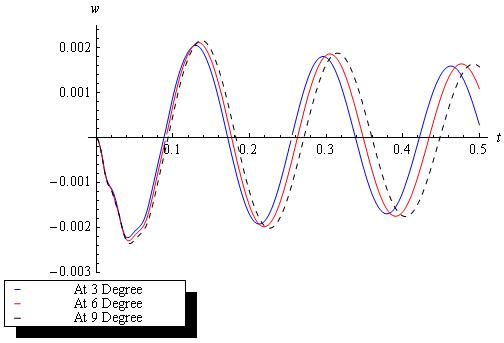 w
0.002
0.001
0.1 0.2 0.3 0.4 0.5 t
−0.001
−0.002
−0.003
At 3 Degree
At 6 Degree
At 9 Degree